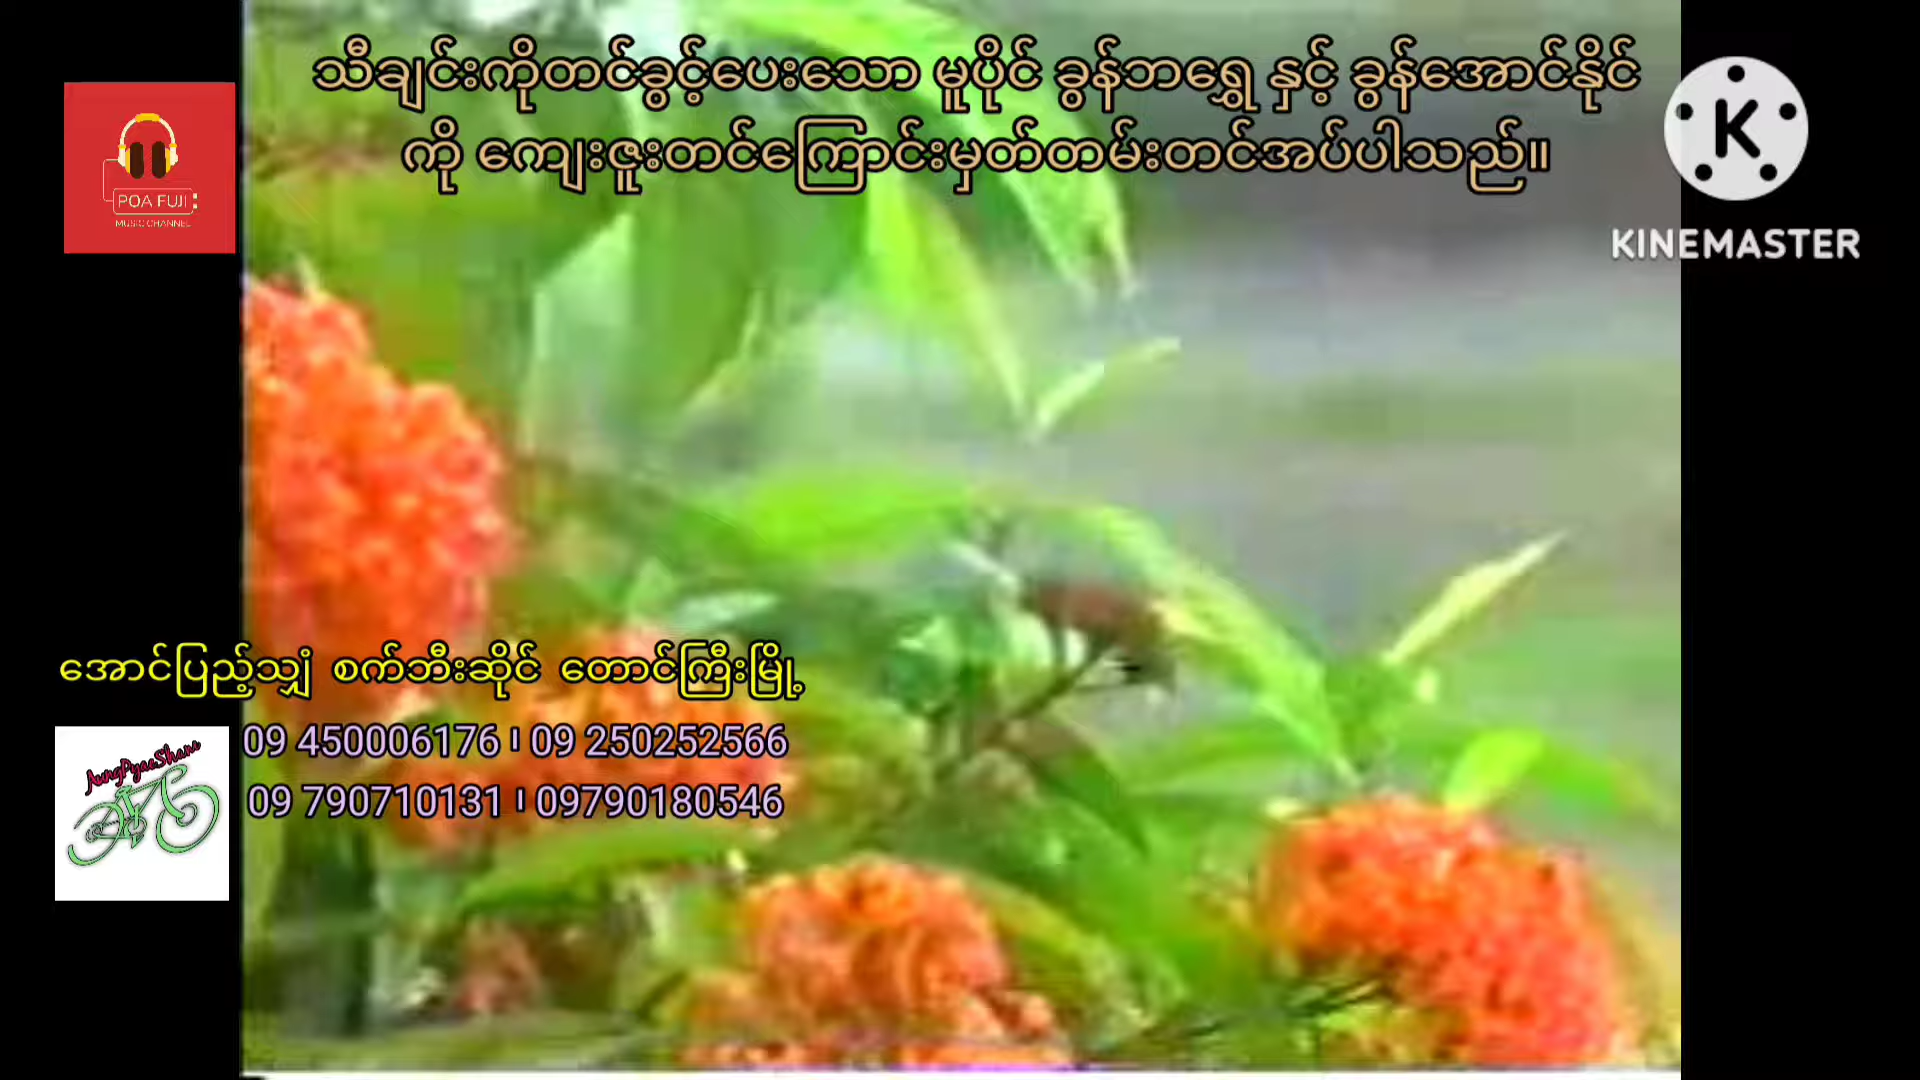 သီချင်းကိုတင်ခွင့်ပေးသော မူပိုင် ခွန်ဘရွှေ နှင့် ခွန်အောင်နိုင်
ကို ကျေးဇူးတင်ကြောင်းမှတ်တမ်းတင်အပ်ပါသည်။
POA FUJI
MUSIC CHANNEL
K
KINEMASTER
အောင်ပြည့်သျှံ စက်ဘီးဆိုင် တောင်ကြီးမြို့
AungPyaeShan
09 450006176 ၊ 09 250252566
09 790710131 ၊ 09790180546